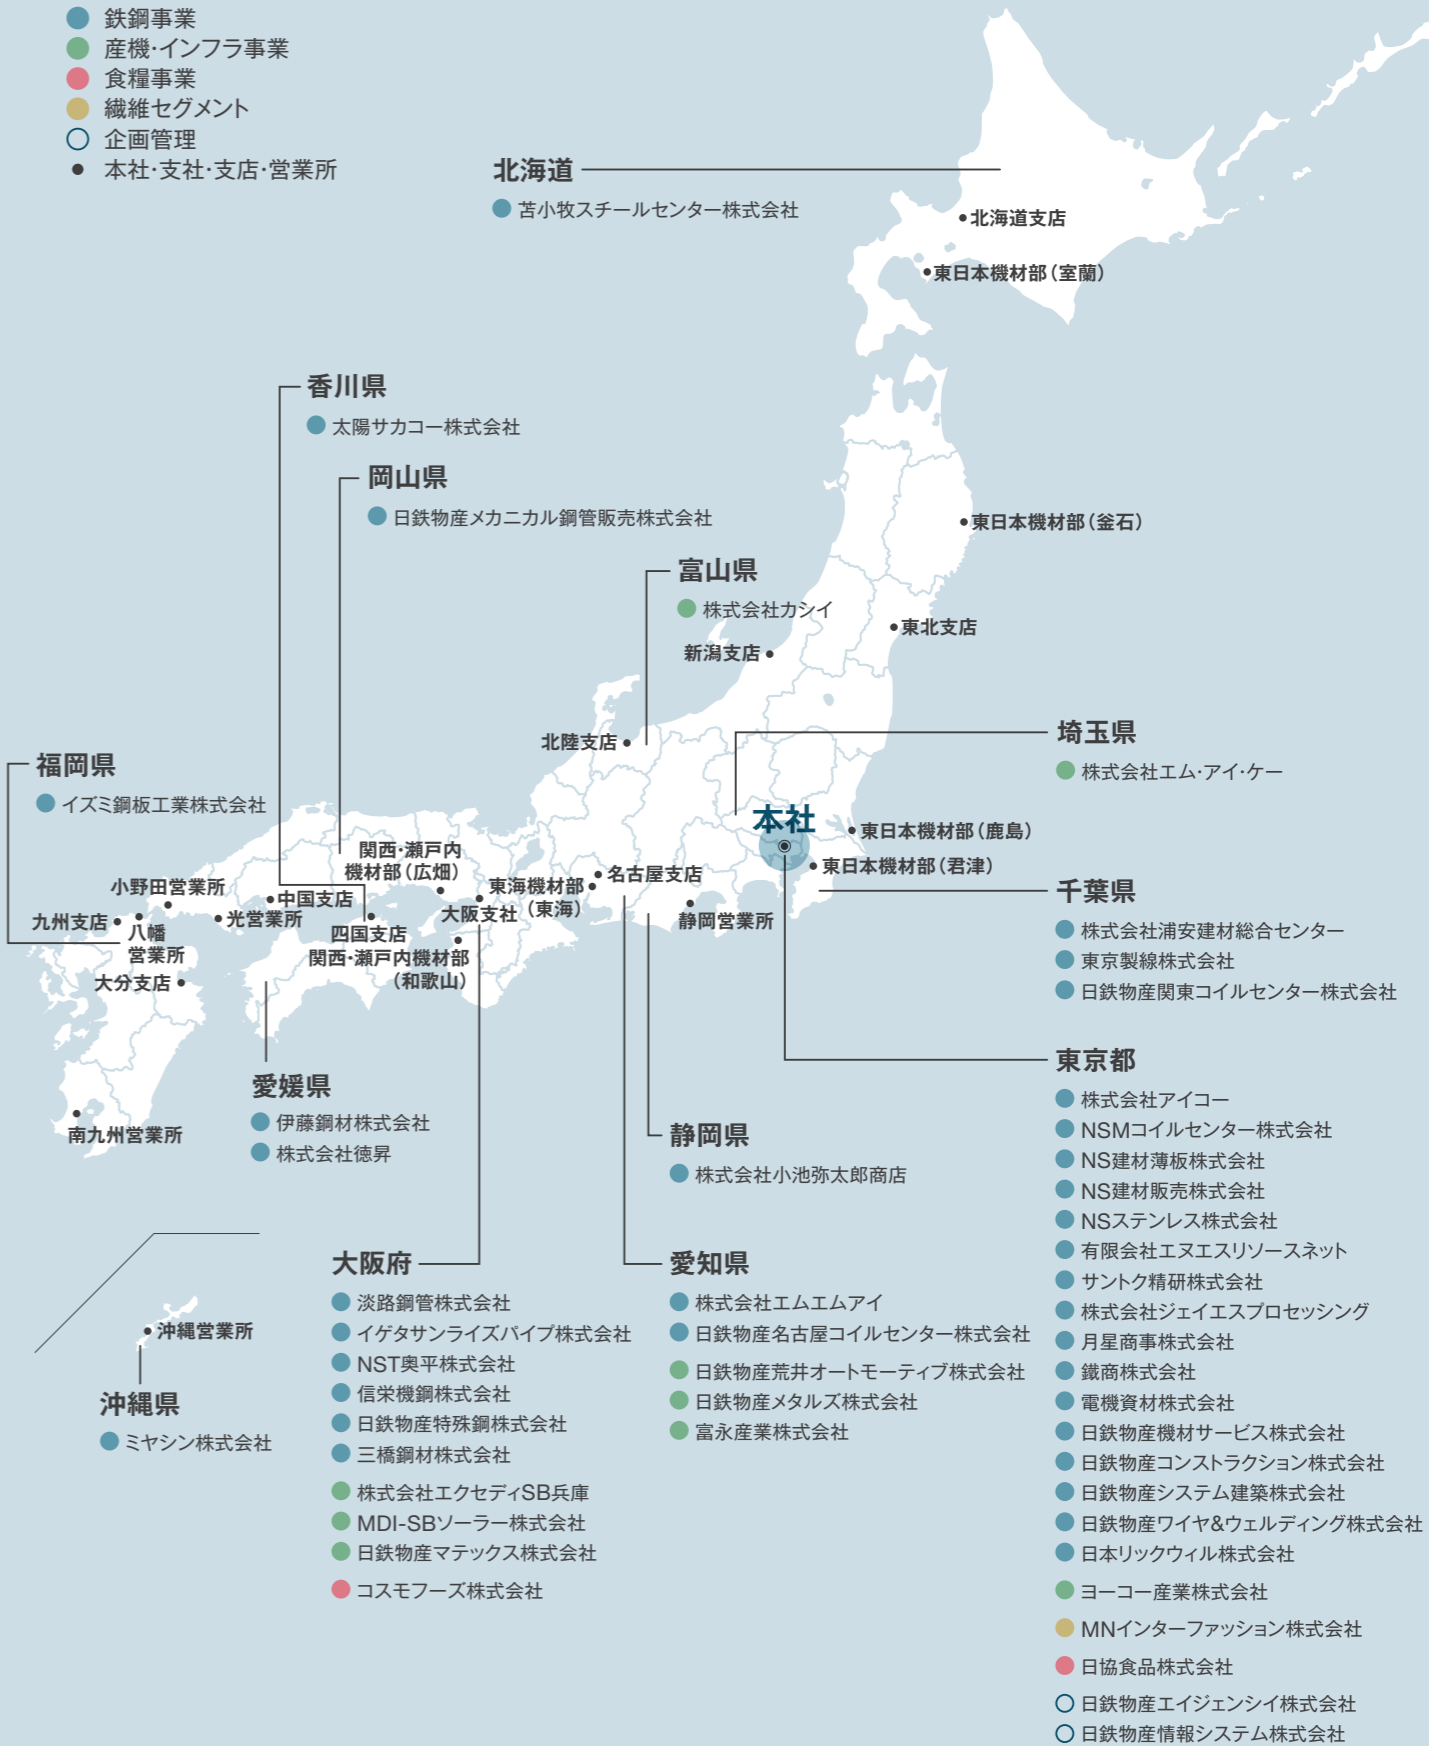 鉄鋼事業
産機・インフラ事業
食糧事業
繊維セグメント
企画管理
本社・支社・支店・営業所
北海道
苫小牧スチールセンター株式会社
北海道支店
東日本機材部（室蘭）
香川県
太陽サカコー株式会社
岡山県
日鉄物産メカニカル鋼管販売株式会社
東日本機材部（釜石）
富山県
株式会社カシイ
東北支店
新潟支店
北陸支店
埼玉県
株式会社エム・アイ・ケー
福岡県
イズミ鋼板工業株式会社
本社
東日本機材部（鹿島）
東日本機材部（君津）
関西・瀬戸内
機材部（広畑）
東海機材部
（東海）
名古屋支店
静岡営業所
小野田営業所
中国支店
大阪支社
九州支店
八幡
営業所
光営業所
四国支店
関西・瀬戸内機材部
（和歌山）
大分支店
南九州営業所
千葉県
株式会社浦安建材総合センター
東京製線株式会社
日鉄物産関東コイルセンター株式会社
愛媛県
伊藤鋼材株式会社
株式会社徳昇
静岡県
株式会社小池弥太郎商店
東京都
株式会社アイコー
NSMコイルセンター株式会社
NS建材薄板株式会社
NS建材販売株式会社
NSステンレス株式会社
有限会社エヌエスリソースネット
サントク精研株式会社
株式会社ジェイエスプロセッシング
月星商事株式会社
鐵商株式会社
電機資材株式会社
日鉄物産機材サービス株式会社
日鉄物産コンストラクション株式会社
日鉄物産システム建築株式会社
日鉄物産ワイヤ&ウェルディング株式会社
日本リックウィル株式会社
ヨーコー産業株式会社
MNインターファッション株式会社
日協食品株式会社
日鉄物産エイジェンシイ株式会社
日鉄物産情報システム株式会社
沖縄営業所
沖縄県
ミヤシン株式会社
大阪府
淡路鋼管株式会社
イゲタサンライズパイプ株式会社
NST奥平株式会社
信栄機鋼株式会社
日鉄物産特殊鋼株式会社
三橋鋼材株式会社
株式会社エクセディSB兵庫
MDI-SBソーラー株式会社
日鉄物産マテックス株式会社
コスモフーズ株式会社
愛知県
株式会社エムエムアイ
日鉄物産名古屋コイルセンター株式会社
日鉄物産荒井オートモーティブ株式会社
日鉄物産メタルズ株式会社
富永産業株式会社